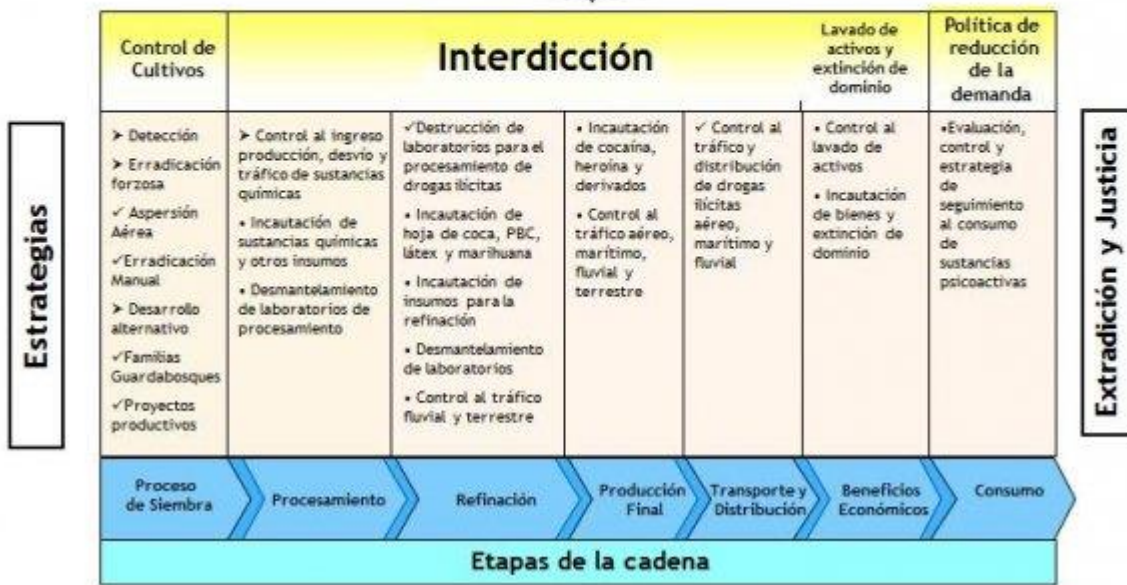 Control de
Cultivos
Interdicción
Lavado de
activos y
extinción de
dominio
Política de
reducción
de la
demanda
Estrategias
➤ Detección
➤ Erradicación
forzosa
✓ Aspersión
Aérea
✓Erradicación
Manual
➤ Desarrollo
alternativo
✓Familias
Guardabosques
✓Proyectos
productivos
➤ Control al ingreso
producción, desvío y
tráfico de sustancias
químicas
• Incautación de
sustancias químicas
y otros insumos
• Desmantelamiento
de laboratorios de
procesamiento
✓Destrucción de
laboratorios para el
procesamiento de
drogas ilícitas
• Incautación de
hoja de coca, PBC,
látex y marihuana
• Incautación de
insumos para la
refinación
• Desmantelamiento
de laboratorios
• Control al tráfico
fluvial y terrestre
• Incautación
de cocaína,
heroína y
derivados
• Control al
tráfico aéreo,
marítimo,
fluvial y
terrestre
✓ Control al
tráfico y
distribución
de drogas
ilícitas
aéreo,
marítimo y
fluvial
• Control al
lavado de
activos
• Incautación
de bienes y
extinción de
dominio
•Evaluación,
control y
estrategia
de
seguimiento
al consumo
de
sustancias
psicoactivas
Extradición y Justicia
Proceso
de Siembra
Procesamiento
Refinación
Producción
Final
Transporte y
Distribución
Beneficios
Económicos
Consumo
Etapas de la cadena